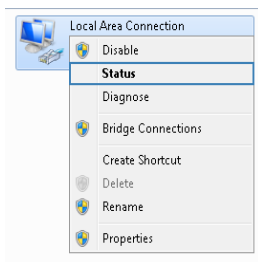 Local Area Connection
Disable
Status
Diagnose
Bridge Connections
Create Shortcut
Delete
Rename
Properties